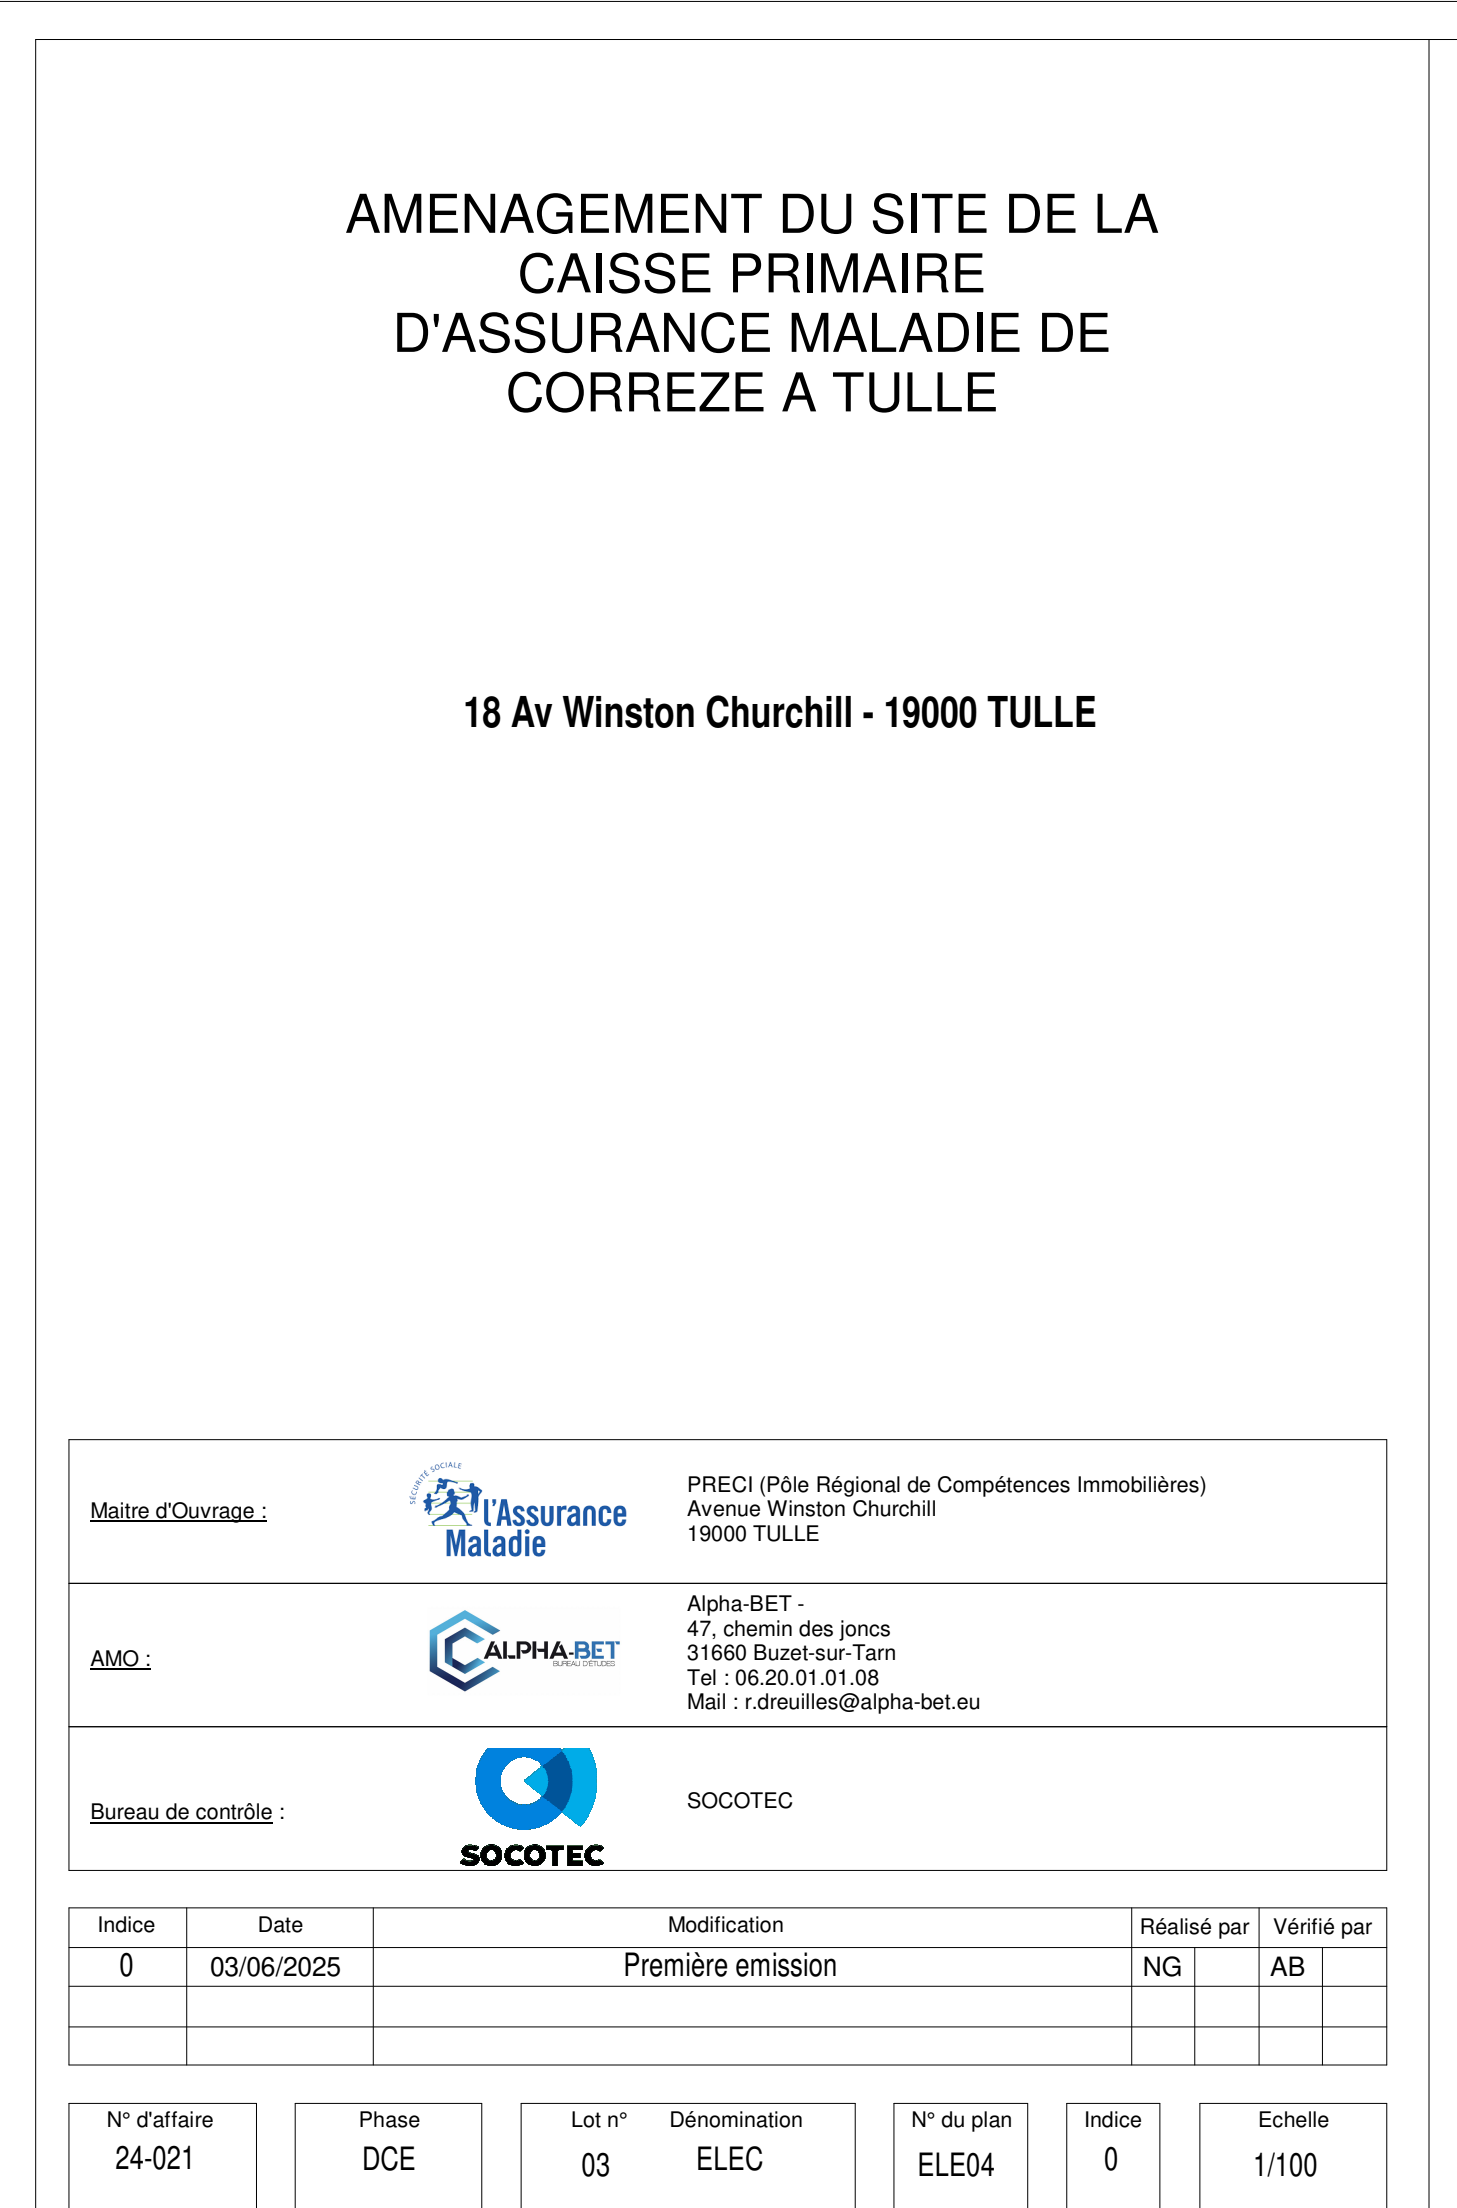 AMENAGEMENT DU SITE DE LA
CAISSE PRIMAIRE
D'ASSURANCE MALADIE DE
CORREZE A TULLE
18 Av Winston Churchill - 19000 TULLE
Maitre d'Ouvrage :
SÉCURITÉ SOCIALE
l'Assurance
Maladie
PRECI (Pôle Régional de Compétences Immobilières)
Avenue Winston Churchill
19000 TULLE
AMO :
ALPHA-BET
BUREAU D'ÉTUDES
Alpha-BET -
47, chemin des joncs
31660 Buzet-sur-Tarn
Tel : 06.20.01.01.08
Mail : r.dreuilles@alpha-bet.eu
Bureau de contrôle :
SOCOTEC
SOCOTEC
Indice Date Modification Réalisé par Vérifié par
0 03/06/2025 Première emission NG AB
N° d'affaire Phase Lot n° Dénomination N° du plan Indice Echelle
24-021 DCE 03 ELEC ELE04 0 1/100